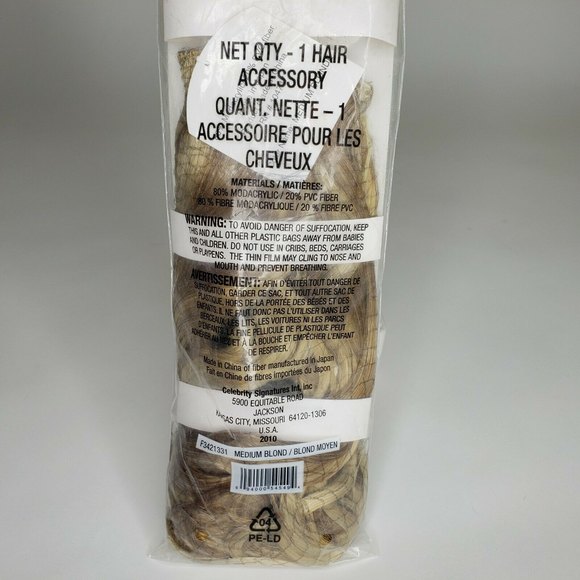 NET QTY - 1 HAIR
ACCESSORY
QUANT. NETTE – 1
ACCESSOIRE POUR LES
CHEVEUX
MATERIALS / MATIÈRES:
80% MODACRYLIC / 20% PVC FIBER
80 % FIBRE MODACRYLIQUE / 20 % FIBRE PVC
WARNING: TO AVOID DANGER OF SUFFOCATION, KEEP
THIS AND ALL OTHER PLASTIC BAGS AWAY FROM BABIES
AND CHILDREN. DO NOT USE IN CRIBS, BEDS, CARRIAGES
OR PLAYPENS. THE THIN FILM MAY CLING TO NOSE AND
MOUTH AND PREVENT BREATHING.
AVERTISSEMENT: AFIN D'ÉVITER TOUT DANGER DE
SUFFOCATION, GARDER CE SAC, ET TOUT AUTRE SAC DE
PLASTIQUE, HORS DE LA PORTÉE DES BÉBÉS ET DES
ENFANTS. IL NE FAUT DONC PAS L'UTILISER DANS LES
BERCEAUX, LES LITS, LES VOITURES NI LES PARCS
D'ENFANTS. LA FINE PELLICULE DE PLASTIQUE PEUT
ADHÉRER AU NEZ ET À LA BOUCHE ET EMPÊCHER L'ENFANT
DE RESPIRER.
Made in China of fiber manufactured in Japan
Fait en Chine de fibres importées du Japon
Celebrity Signatures Int, inc
5900 EQUITABLE ROAD
JACKSON
KANSAS CITY, MISSOURI 64120-1306
U.S.A.
2010
F3421331 MEDIUM BLOND / BLOND MOYEN
04
PE-LD